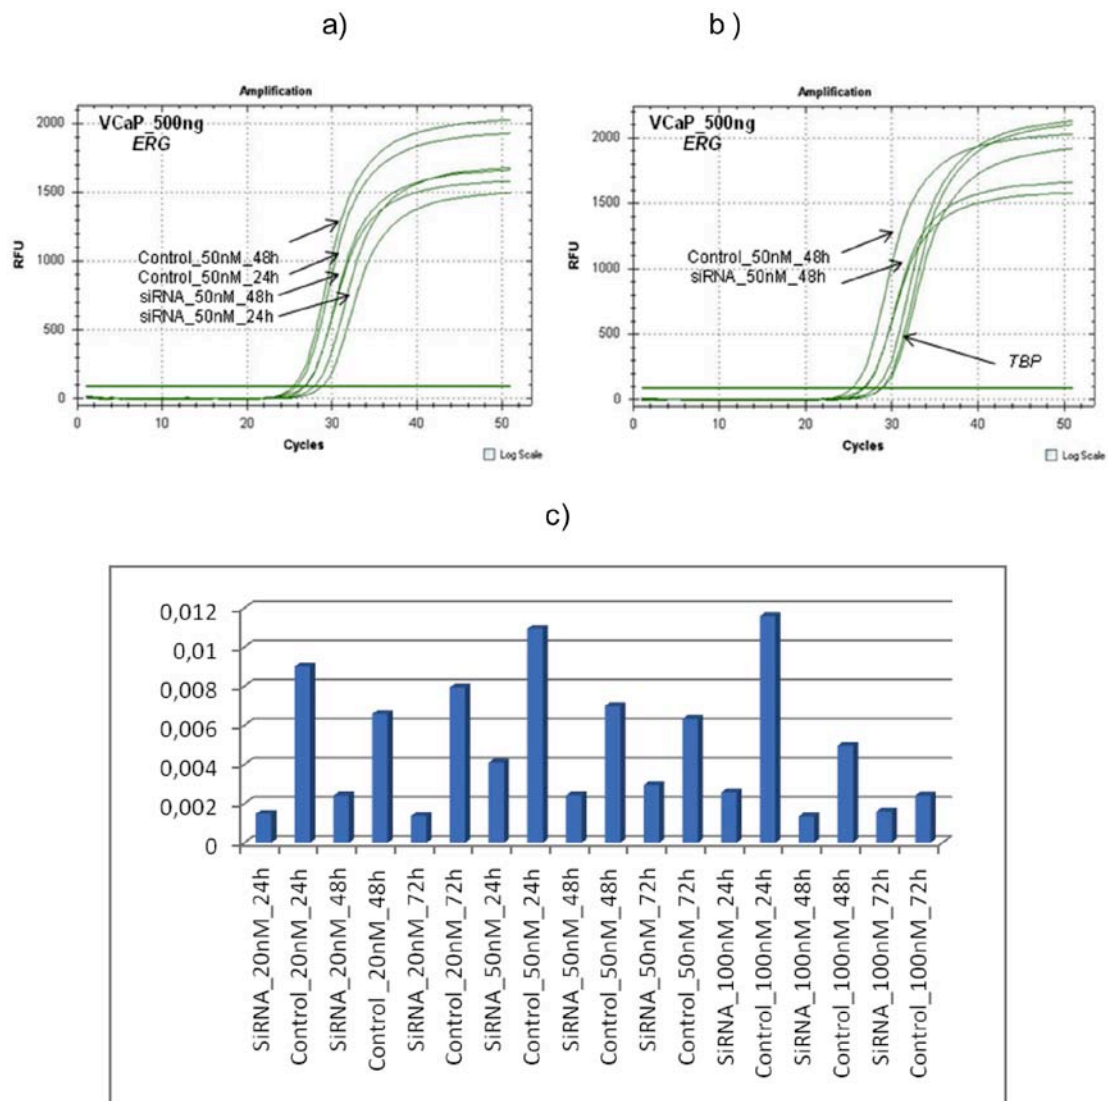 a)
b )
Amplification
VCaP_500ng
ERG
2000
1500
1000
500
0
RFU
Control_50nM_48h
Control_50nM_24h
siRNA_50nM_48h
siRNA_50nM_24h
0
10
20
30
40
50
Cycles
Log Scale
Amplification
VCaP_500ng
ERG
2000
1500
1000
500
0
RFU
Control_50nM_48h
siRNA_50nM_48h
TBP
0
10
20
30
40
50
Cycles
Log Scale
c)
0,012
0,01
0,008
0,006
0,004
0,002
0
SiRNA_20nM_24h
Control_20nM_24h
SiRNA_20nM_48h
Control_20nM_48h
SiRNA_20nM_72h
Control_20nM_72h
SiRNA_50nM_24h
Control_50nM_24h
SiRNA_50nM_48h
Control_50nM_48h
SiRNA_50nM_72h
Control_50nM_72h
SiRNA_100nM_24h
Control_100nM_24h
SiRNA_100nM_48h
Control_100nM_48h
SiRNA_100nM_72h
Control_100nM_72h